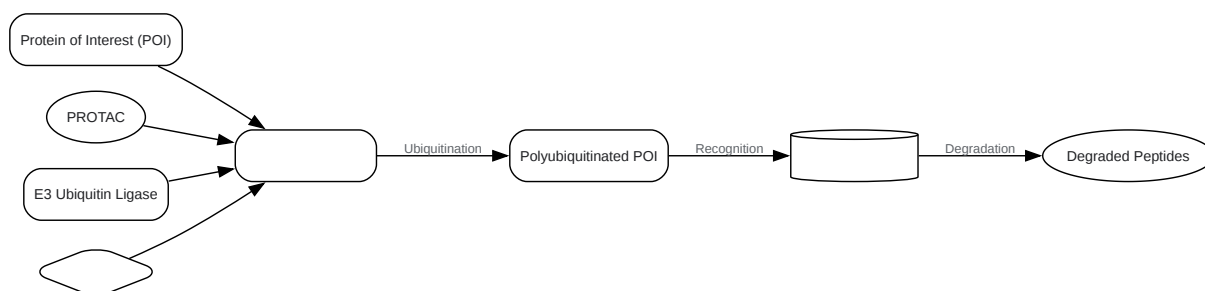 Protein of Interest (POI)
PROTAC
E3 Ubiquitin Ligase
Ubiquitination
Polyubiquitinated POI
Recognition
Degradation
Degraded Peptides